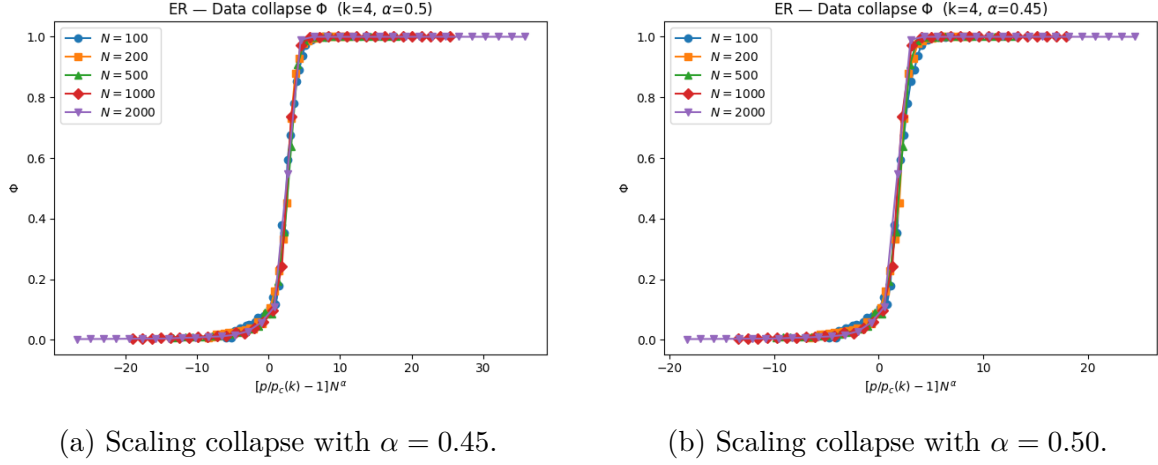 ER — Data collapse Φ (k=4, α=0.5)
1.0
0.8
0.6
0.4
0.2
0.0
Φ
N = 100
N = 200
N = 500
N = 1000
N = 2000
−20 −10 0 10 20 30
[p/p_c(k) − 1] N^α
(a) Scaling collapse with α = 0.45.
ER — Data collapse Φ (k=4, α=0.45)
1.0
0.8
0.6
0.4
0.2
0.0
Φ
N = 100
N = 200
N = 500
N = 1000
N = 2000
−20 −10 0 10 20
[p/p_c(k) − 1] N^α
(b) Scaling collapse with α = 0.50.